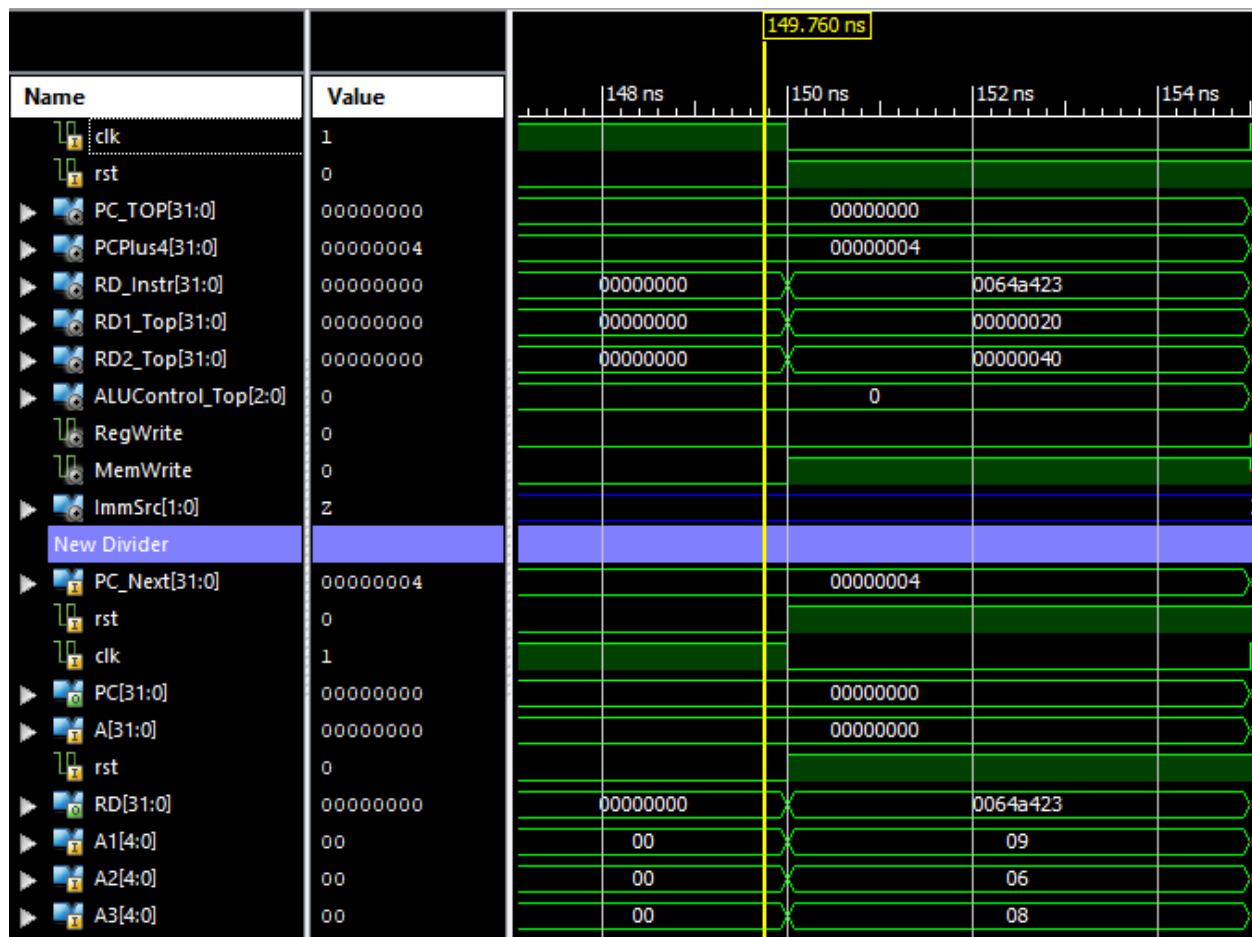 149.760 ns
Name Value 148 ns 150 ns 152 ns 154 ns
clk 1
rst 0
PC_TOP[31:0] 00000000 00000000
PCPlus4[31:0] 00000004 00000004
RD_Instr[31:0] 00000000 00000000 0064a423
RD1_Top[31:0] 00000000 00000000 00000020
RD2_Top[31:0] 00000000 00000000 00000040
ALUControl_Top[2:0] 0 0
RegWrite 0
MemWrite 0
ImmSrc[1:0] Z
New Divider
PC_Next[31:0] 00000004 00000004
rst 0
clk 1
PC[31:0] 00000000 00000000
A[31:0] 00000000 00000000
rst 0
RD[31:0] 00000000 00000000 0064a423
A1[4:0] 00 00 09
A2[4:0] 00 00 06
A3[4:0] 00 00 08